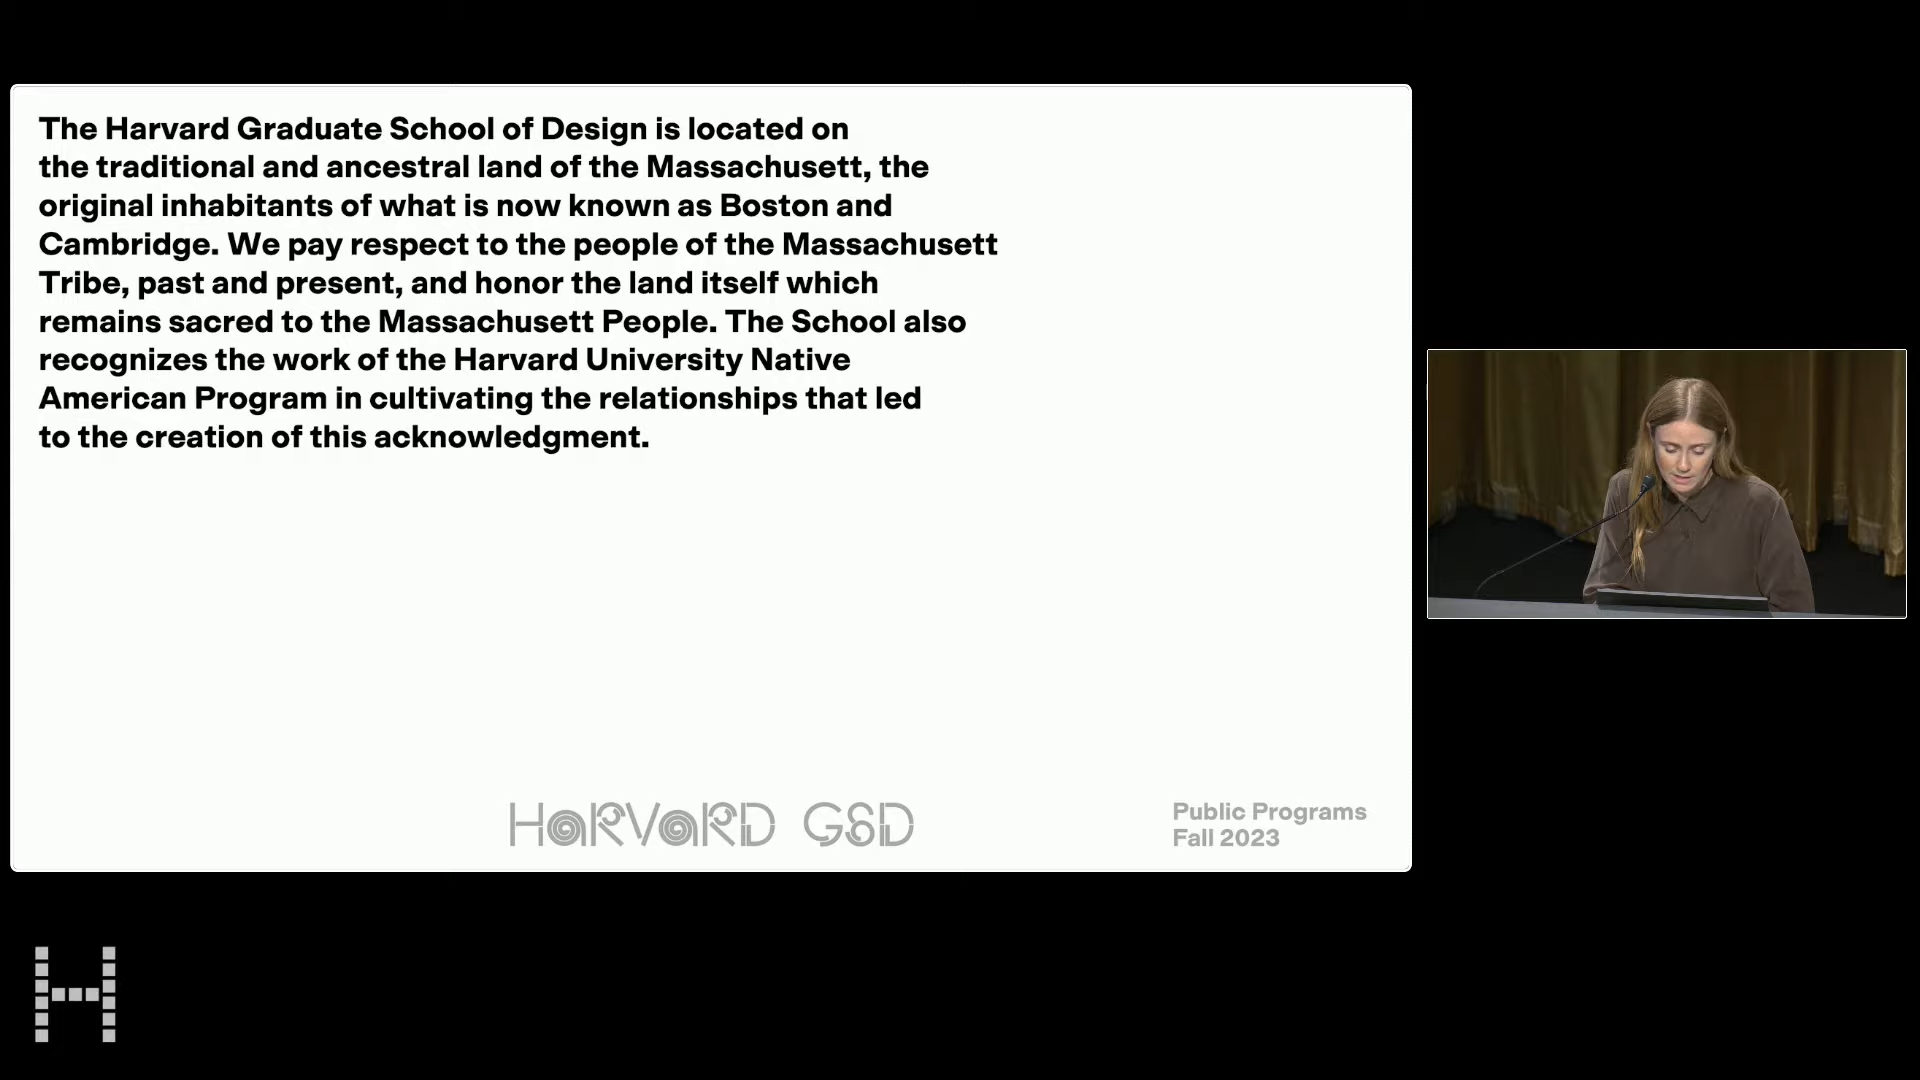 The Harvard Graduate School of Design is located on
the traditional and ancestral land of the Massachusett, the
original inhabitants of what is now known as Boston and
Cambridge. We pay respect to the people of the Massachusett
Tribe, past and present, and honor the land itself which
remains sacred to the Massachusett People. The School also
recognizes the work of the Harvard University Native
American Program in cultivating the relationships that led
to the creation of this acknowledgment.
HARVARD GSD
Public Programs
Fall 2023
H